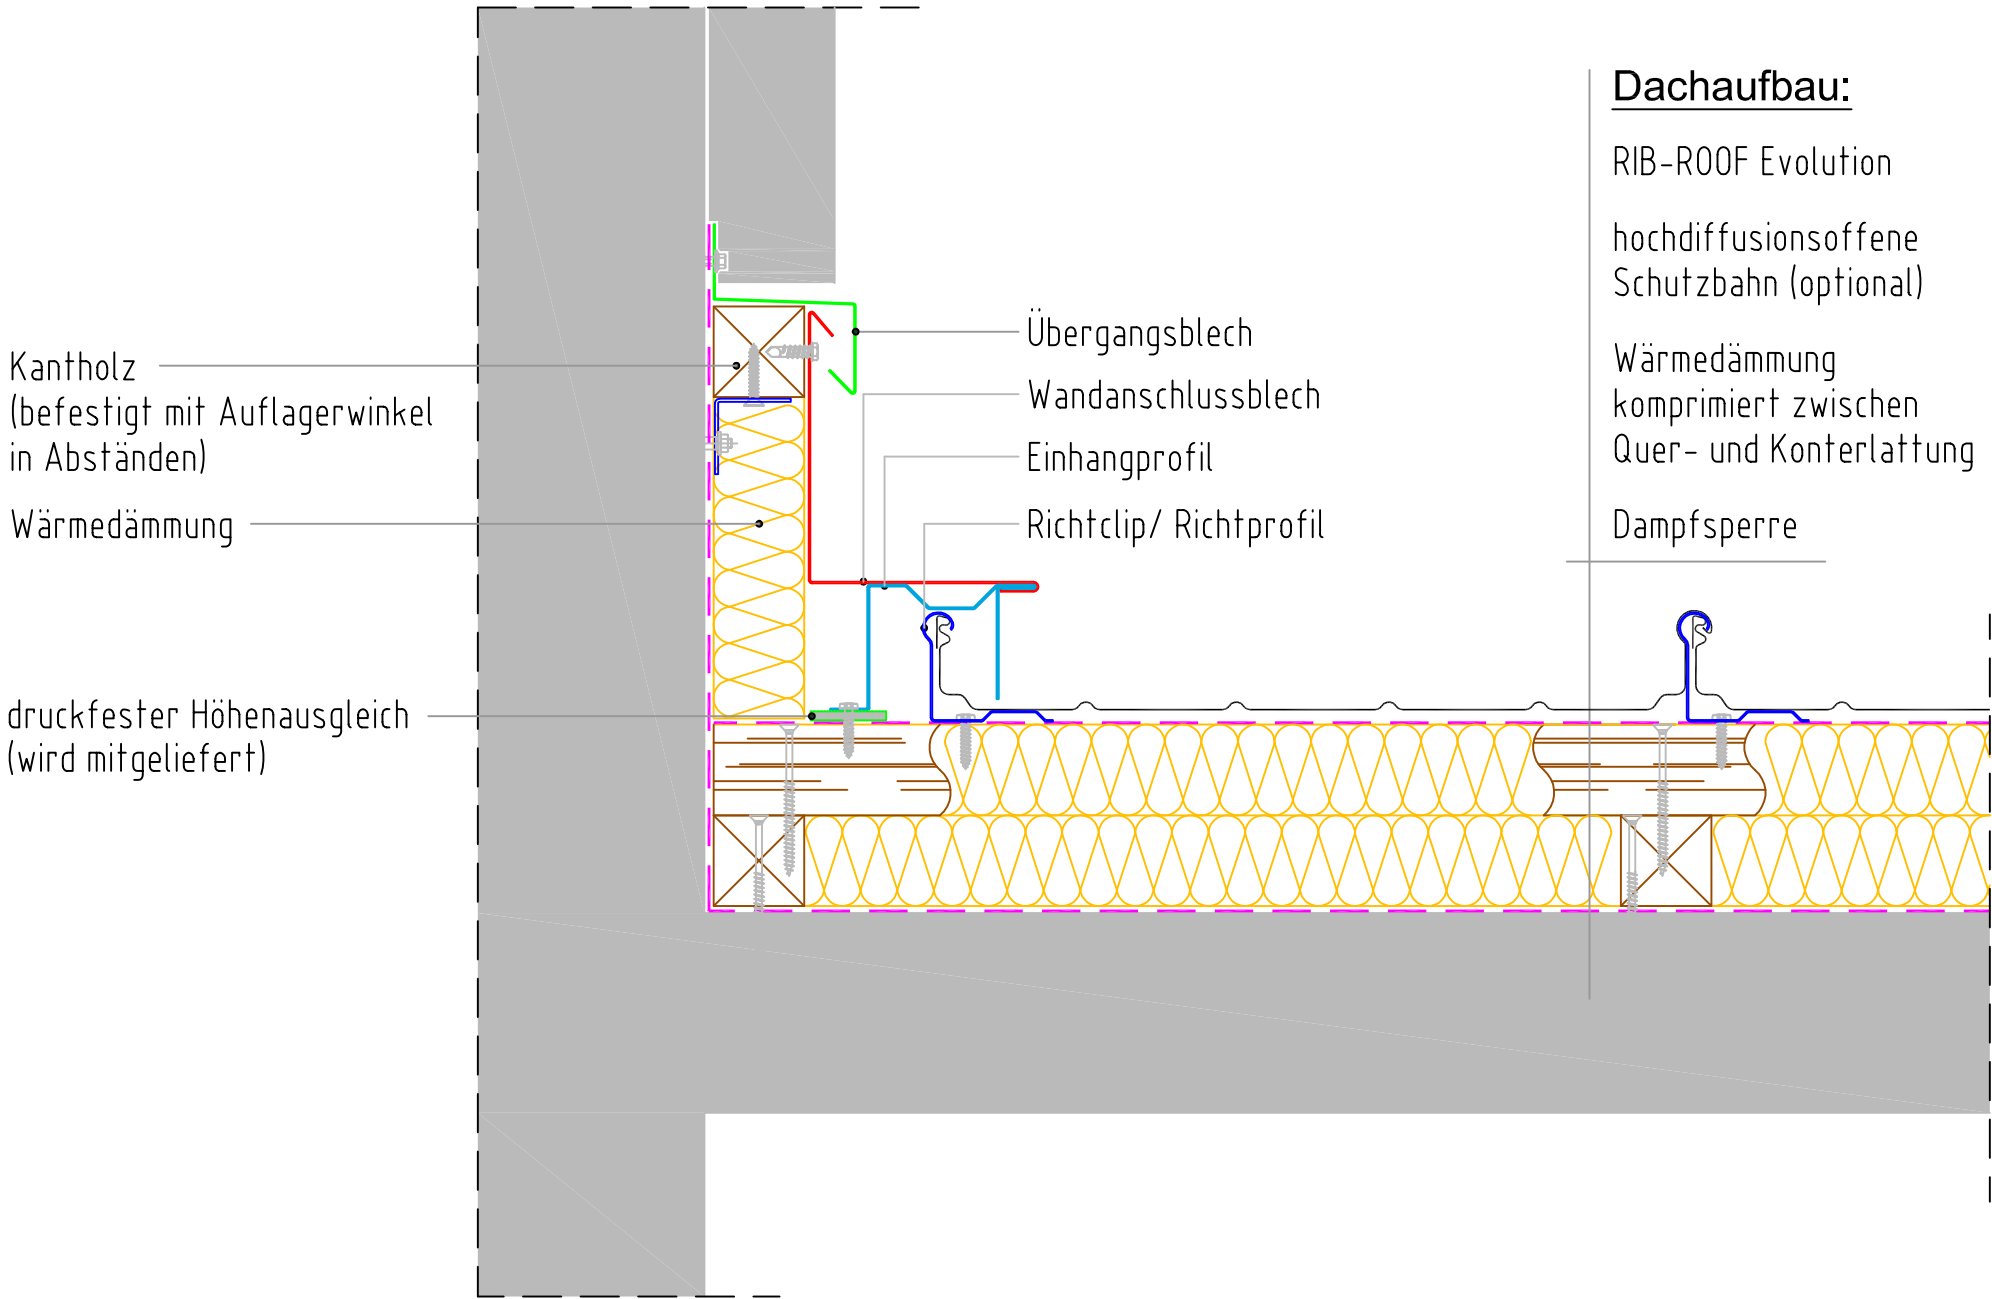 Dachaufbau:
RIB-ROOF Evolution
hochdiffusionsoffene
Schutzbahn (optional)
Wärmedämmung
komprimiert zwischen
Quer- und Konterlattung
Dampfsperre
Übergangsblech
Wandanschlussblech
Einhangprofil
Richtclip/ Richtprofil
Kantholz
(befestigt mit Auflagerwinkel
in Abständen)
Wärmedämmung
druckfester Höhenausgleich
(wird mitgeliefert)